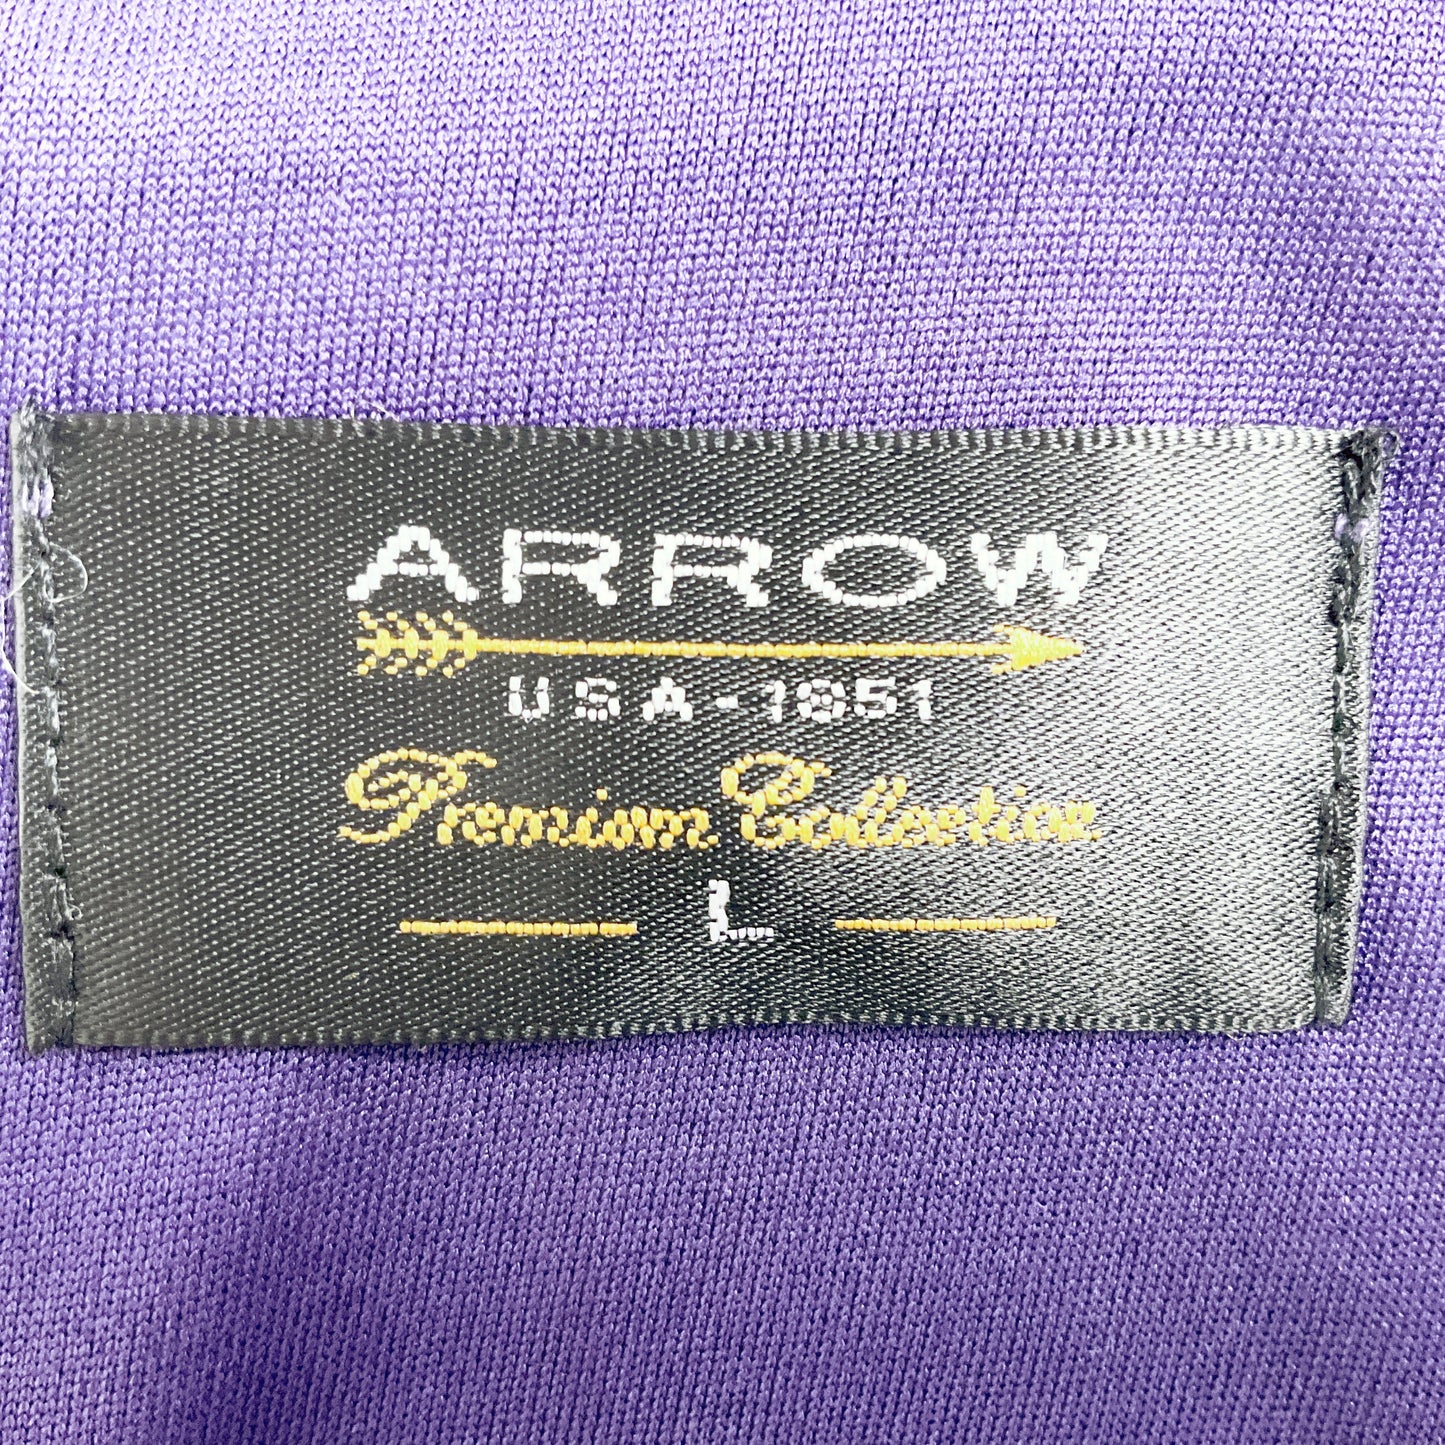 ARROW
USA-1851
Premium Collection
L